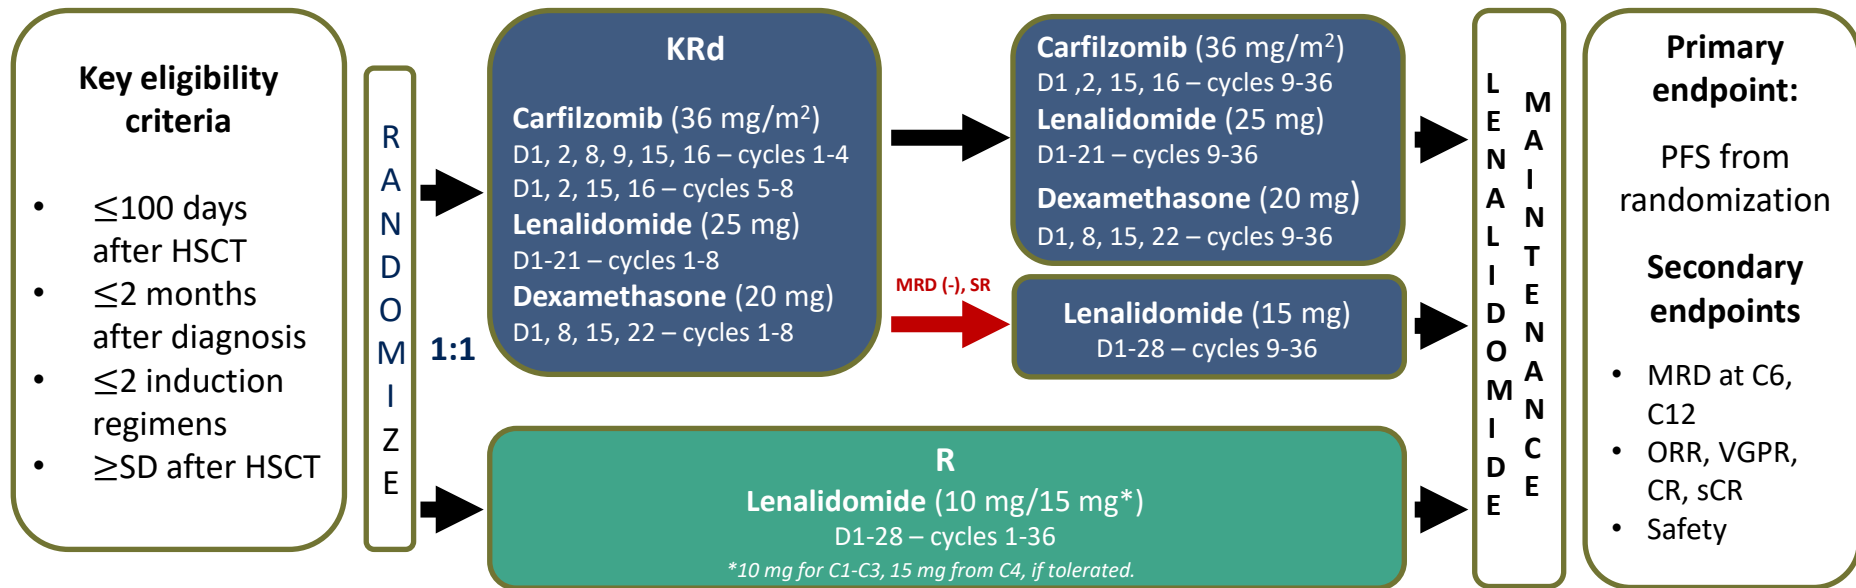 Key eligibility
criteria
• ≤100 days
after HSCT
• ≤2 months
after diagnosis
• ≤2 induction
regimens
• ≥SD after HSCT
RANDOMIZE
1:1
KRd
Carfilzomib (36 mg/m²)
D1, 2, 8, 9, 15, 16 – cycles 1-4
D1, 2, 15, 16 – cycles 5-8
Lenalidomide (25 mg)
D1-21 – cycles 1-8
Dexamethasone (20 mg)
D1, 8, 15, 22 – cycles 1-8
MRD (-), SR
Carfilzomib (36 mg/m²)
D1 ,2, 15, 16 – cycles 9-36
Lenalidomide (25 mg)
D1-21 – cycles 9-36
Dexamethasone (20 mg)
D1, 8, 15, 22 – cycles 9-36
Lenalidomide (15 mg)
D1-28 – cycles 9-36
R
Lenalidomide (10 mg/15 mg*)
D1-28 – cycles 1-36
*10 mg for C1-C3, 15 mg from C4, if tolerated.
LENALIDOMIDE
MAINTENANCE
Primary
endpoint:
PFS from
randomization
Secondary
endpoints
• MRD at C6,
C12
• ORR, VGPR,
CR, sCR
• Safety